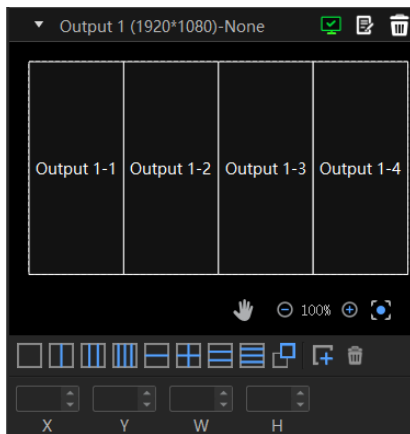 Output 1 (1920*1080)-None
Output 1-1 Output 1-2 Output 1-3 Output 1-4
100%
X Y W H